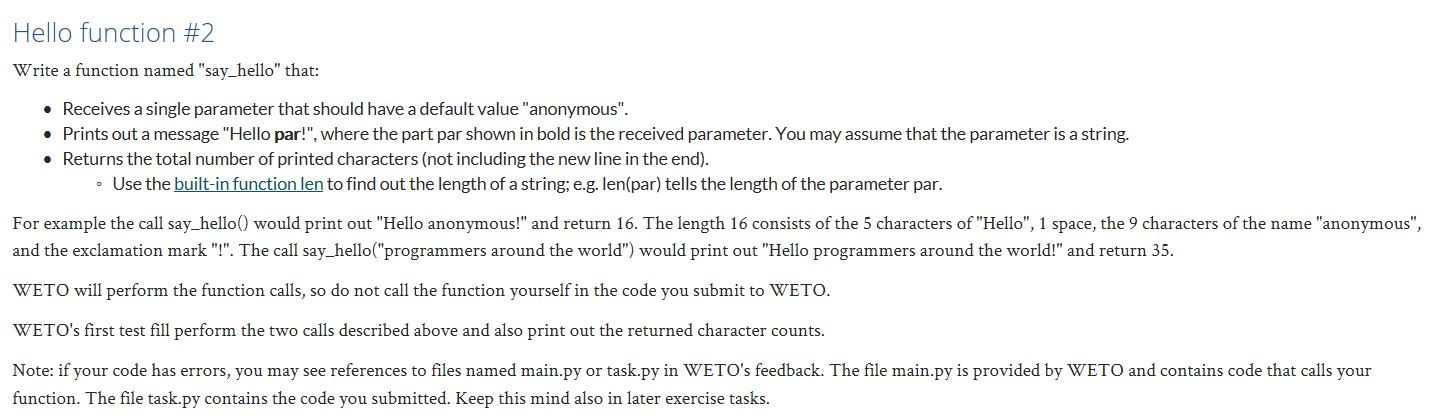 Hello function #2
Write a function named "say_hello" that:
• Receives a single parameter that should have a default value "anonymous".
• Prints out a message "Hello par!", where the part par shown in bold is the received parameter. You may assume that the parameter is a string.
• Returns the total number of printed characters (not including the new line in the end).
◦ Use the built-in function len to find out the length of a string; e.g. len(par) tells the length of the parameter par.
For example the call say_hello() would print out "Hello anonymous!" and return 16. The length 16 consists of the 5 characters of "Hello", 1 space, the 9 characters of the name "anonymous",
and the exclamation mark "!". The call say_hello("programmers around the world") would print out "Hello programmers around the world!" and return 35.
WETO will perform the function calls, so do not call the function yourself in the code you submit to WETO.
WETO's first test fill perform the two calls described above and also print out the returned character counts.
Note: if your code has errors, you may see references to files named main.py or task.py in WETO's feedback. The file main.py is provided by WETO and contains code that calls your
function. The file task.py contains the code you submitted. Keep this mind also in later exercise tasks.